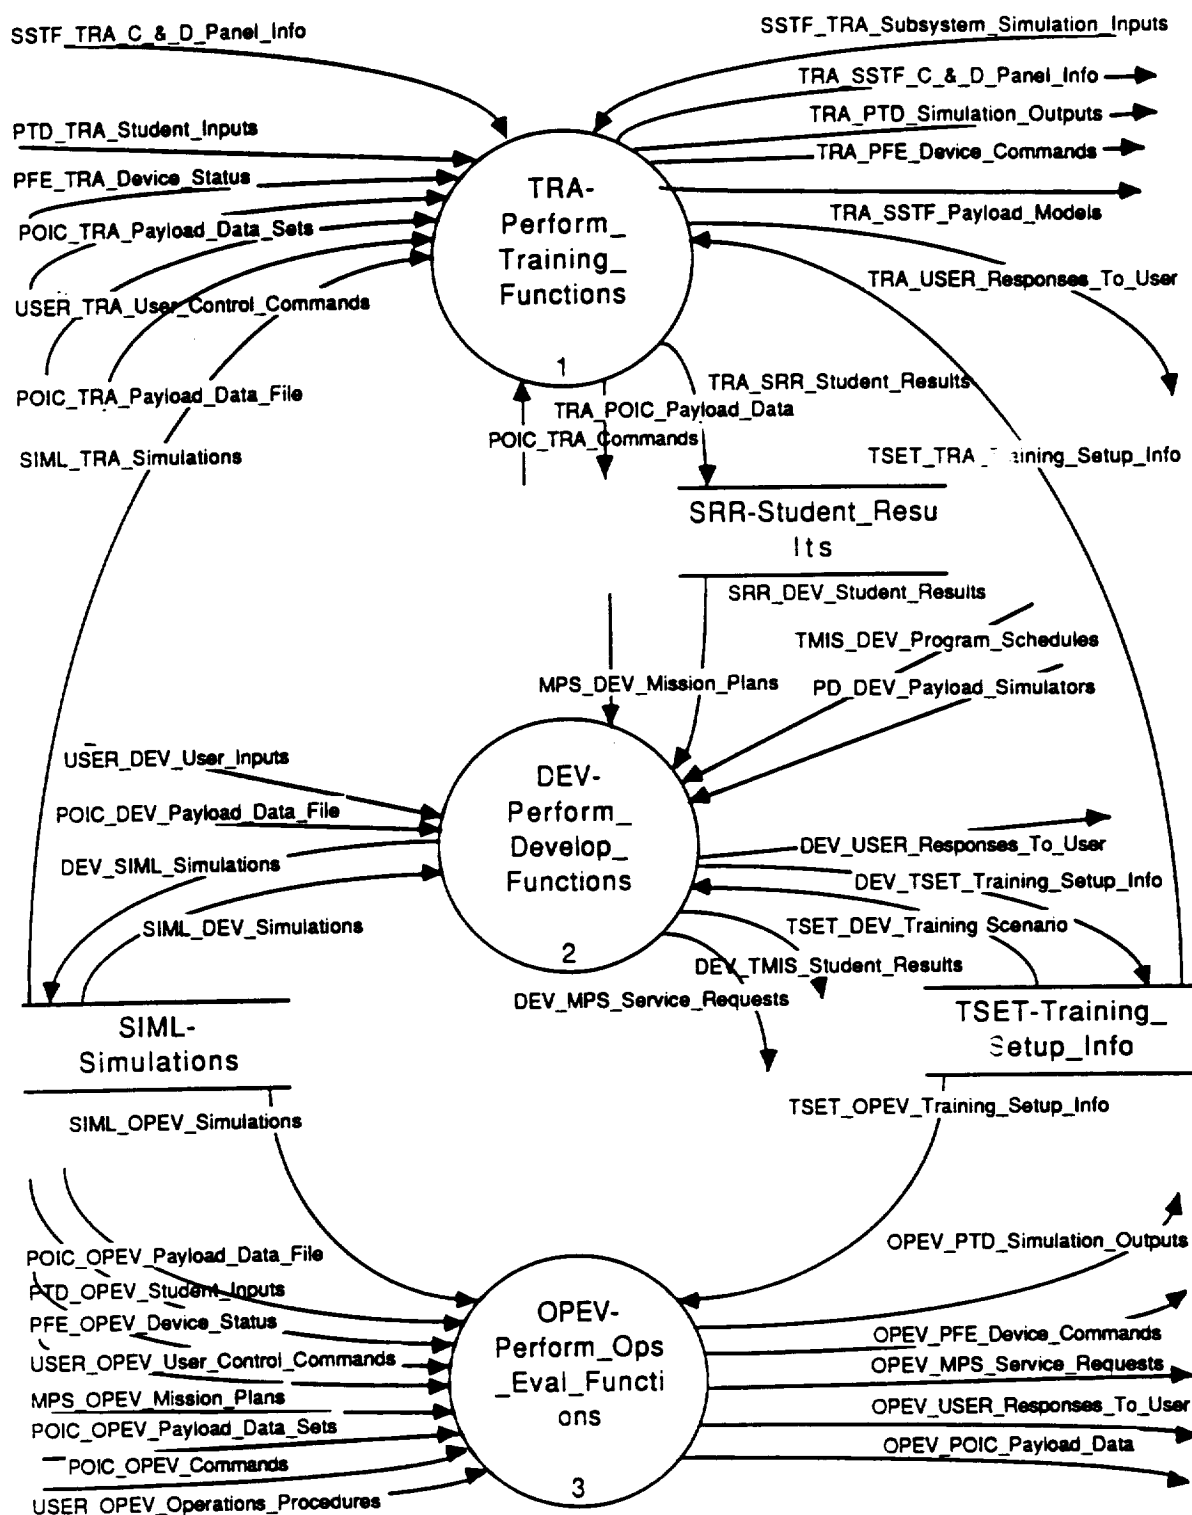 SSTF_TRA_C_&_D_Panel_Info
SSTF_TRA_Subsystem_Simulation_Inputs
TRA_SSTF_C_&_D_Panel_Info
TRA_PTD_Simulation_Outputs
PTD_TRA_Student_Inputs
TRA_PFE_Device_Commands
PFE_TRA_Device_Status
TRA-
Perform_
Training_
Functions
1
TRA_SSTF_Payload_Models
POIC_TRA_Payload_Data_Sets
TRA_USER_Responses_To_User
USER_TRA_User_Control_Commands
POIC_TRA_Payload_Data_File
TRA_SRR_Student_Results
TRA_POIC_Payload_Data
POIC_TRA_Commands
SIML_TRA_Simulations
TSET_TRA_Training_Setup_Info
SRR-Student_Resu
lts
SRR_DEV_Student_Results
TMIS_DEV_Program_Schedules
MPS_DEV_Mission_Plans
PD_DEV_Payload_Simulators
USER_DEV_User_Inputs
DEV-
Perform_
Develop_
Functions
2
POIC_DEV_Payload_Data_File
DEV_SIML_Simulations
SIML_DEV_Simulations
DEV_USER_Responses_To_User
DEV_TSET_Training_Setup_Info
TSET_DEV_Training Scenario
DEV_TMIS_Student_Results
DEV_MPS_Service_Requests
SIML-
Simulations
TSET-Training_
Setup_Info
SIML_OPEV_Simulations
TSET_OPEV_Training_Setup_Info
POIC_OPEV_Payload_Data_File
PTD_OPEV_Student_Inputs
PFE_OPEV_Device_Status
USER_OPEV_User_Control_Commands
MPS_OPEV_Mission_Plans
POIC_OPEV_Payload_Data_Sets
POIC_OPEV_Commands
USER_OPEV_Operations_Procedures
OPEV-
Perform_Ops
_Eval_Functi
ons
3
OPEV_PTD_Simulation_Outputs
OPEV_PFE_Device_Commands
OPEV_MPS_Service_Requests
OPEV_USER_Responses_To_User
OPEV_POIC_Payload_Data